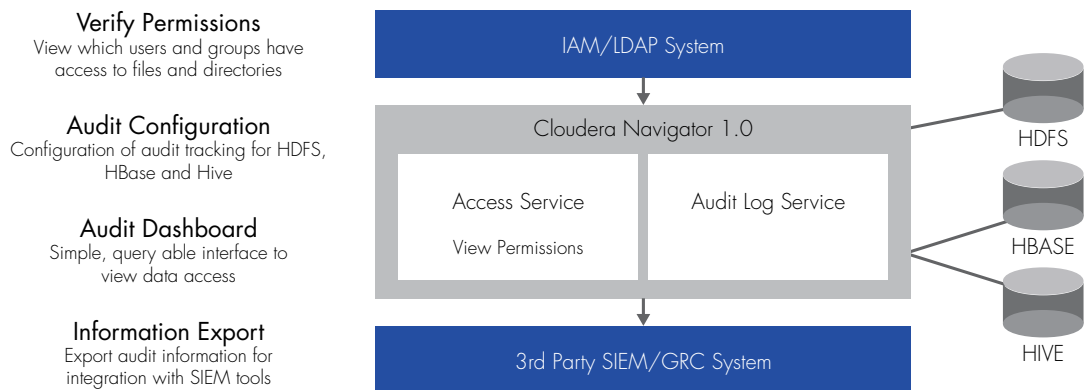 Verify Permissions
View which users and groups have
access to files and directories
Audit Configuration
Configuration of audit tracking for HDFS,
HBase and Hive
Audit Dashboard
Simple, query able interface to
view data access
Information Export
Export audit information for
integration with SIEM tools
IAM/LDAP System
Cloudera Navigator 1.0
Access Service
View Permissions
Audit Log Service
3rd Party SIEM/GRC System
HDFS
HBASE
HIVE